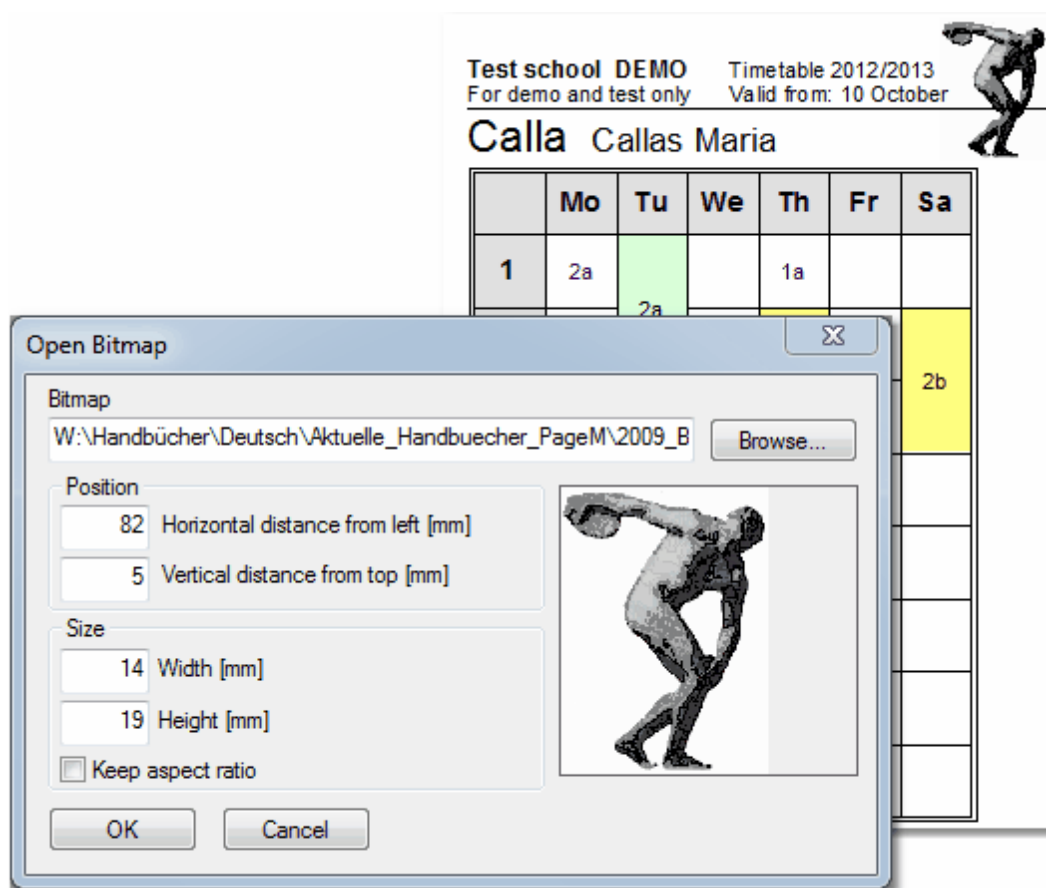 Test school DEMO Timetable 2012/2013
For demo and test only Valid from: 10 October
Calla Callas Maria
Mo Tu We Th Fr Sa
1 2a 1a
2a
2b
Open Bitmap
Bitmap
W:\Handbücher\Deutsch\Aktuelle_Handbuecher_PageM\2009_B Browse...
Position
82 Horizontal distance from left [mm]
5 Vertical distance from top [mm]
Size
14 Width [mm]
19 Height [mm]
Keep aspect ratio
OK Cancel